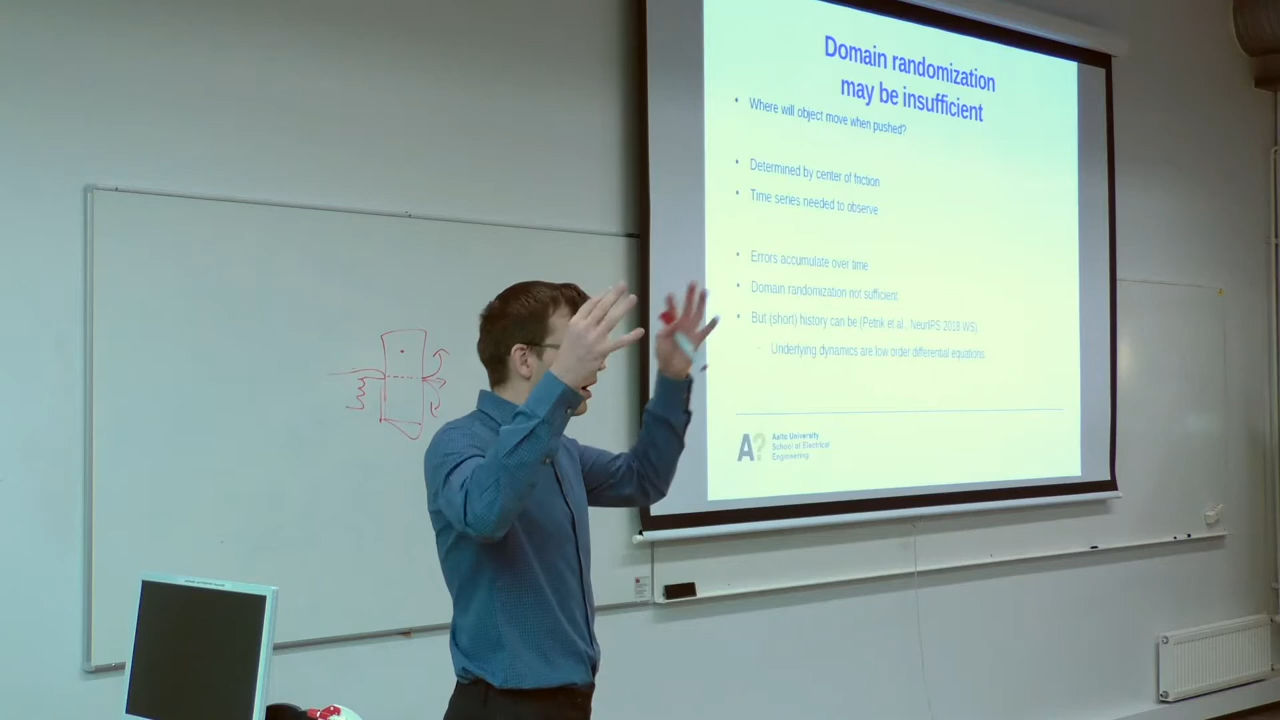 Domain randomization
may be insufficient
• Where will object move when pushed?
• Determined by center of friction
• Time series needed to observe
• Errors accumulate over time
• Domain randomization not sufficient
• But (short) history can be (Petrik et al., NeurIPS 2018 WS)
– Underlying dynamics are low order differential equations
A? Aalto University
School of Electrical
Engineering